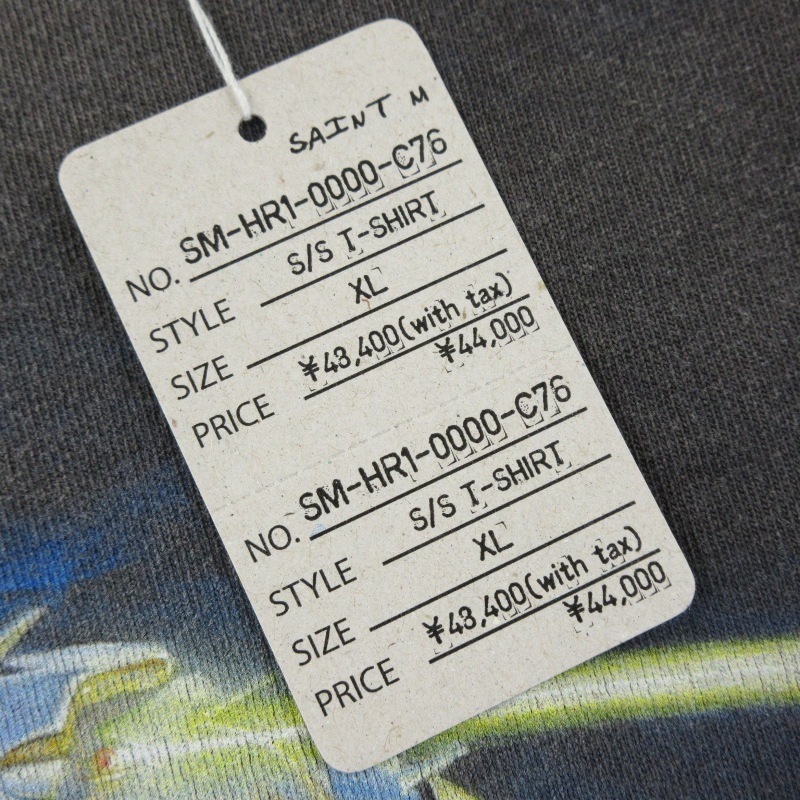 SAINT M
NO. SM-HR1-0000-C76
STYLE S/S T-SHIRT
SIZE XL
PRICE ¥43,400(with tax)
¥44,000
NO. SM-HR1-0000-C76
STYLE S/S T-SHIRT
SIZE XL
PRICE ¥43,400(with tax)
¥44,000